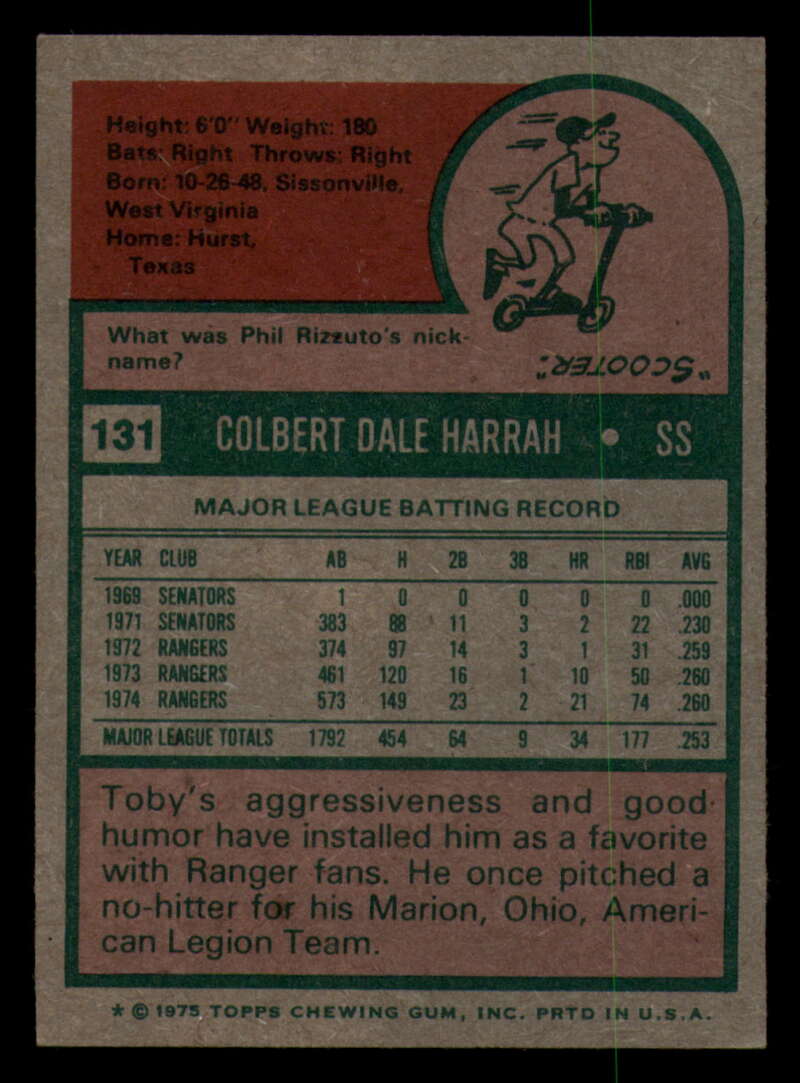 Height: 6'0" Weight: 180
Bats: Right Throws: Right
Born: 10-26-48, Sissonville,
West Virginia
Home: Hurst,
Texas
What was Phil Rizzuto's nick-
name?
"SCOOTER."
131 COLBERT DALE HARRAH • SS
MAJOR LEAGUE BATTING RECORD
YEAR CLUB AB H 2B 3B HR RBI AVG
1969 SENATORS 1 0 0 0 0 0 .000
1971 SENATORS 383 88 11 3 2 22 .230
1972 RANGERS 374 97 14 3 1 31 .259
1973 RANGERS 461 120 16 1 10 50 .260
1974 RANGERS 573 149 23 2 21 74 .260
MAJOR LEAGUE TOTALS 1792 454 64 9 34 177 .253
Toby's aggressiveness and good
humor have installed him as a favorite
with Ranger fans. He once pitched a
no-hitter for his Marion, Ohio, Ameri-
can Legion Team.
* © 1975 TOPPS CHEWING GUM, INC. PRTD IN U.S.A.